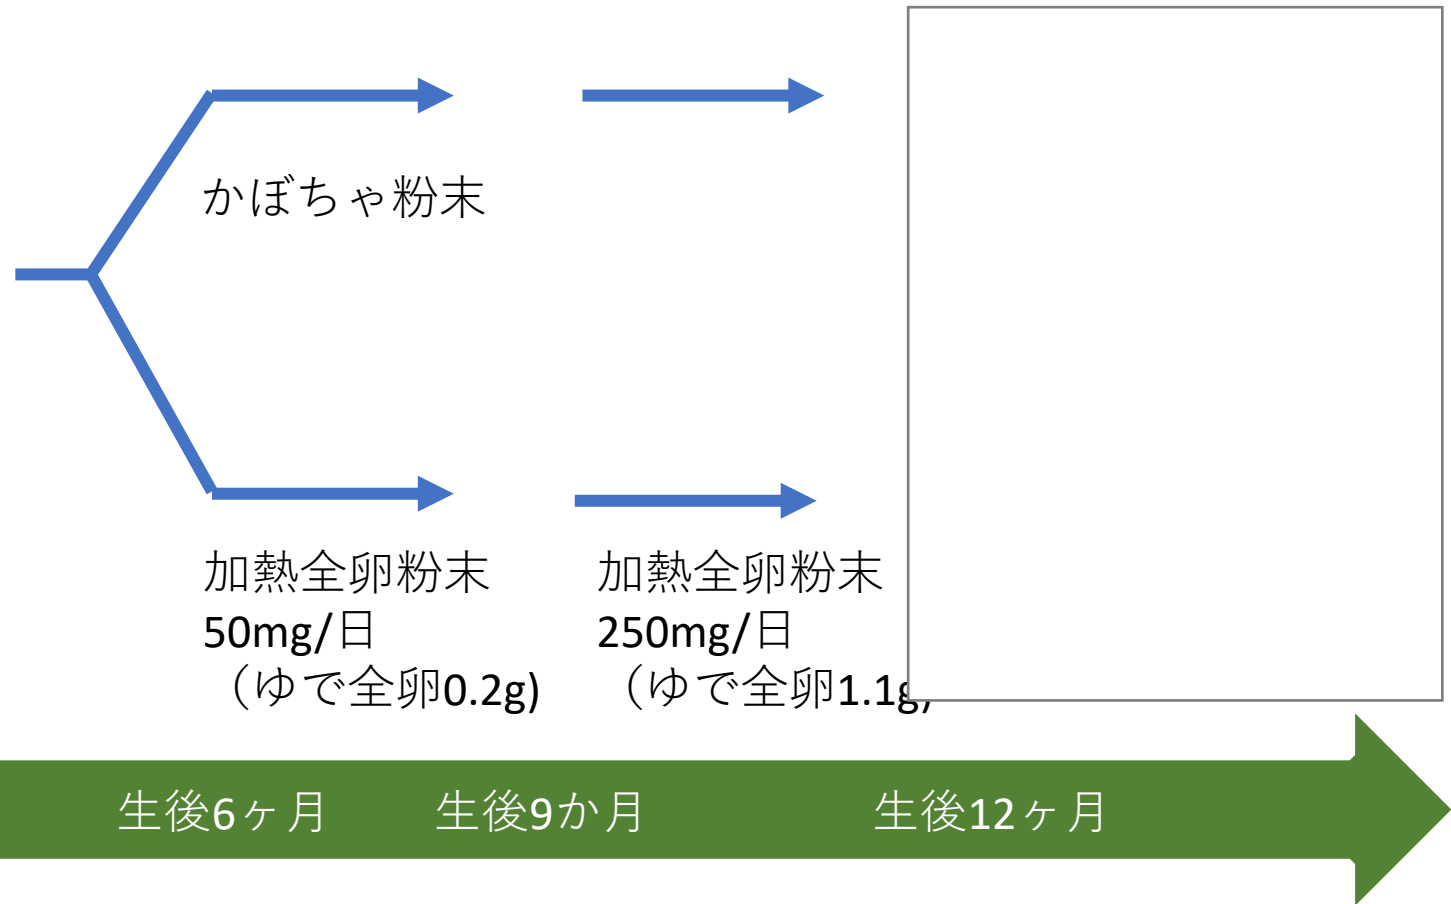 かぼちゃ粉末
加熱全卵粉末
50mg/日
（ゆで全卵0.2g)
加熱全卵粉末
250mg/日
（ゆで全卵1.1g)
生後6ヶ月
生後9か月
生後12ヶ月